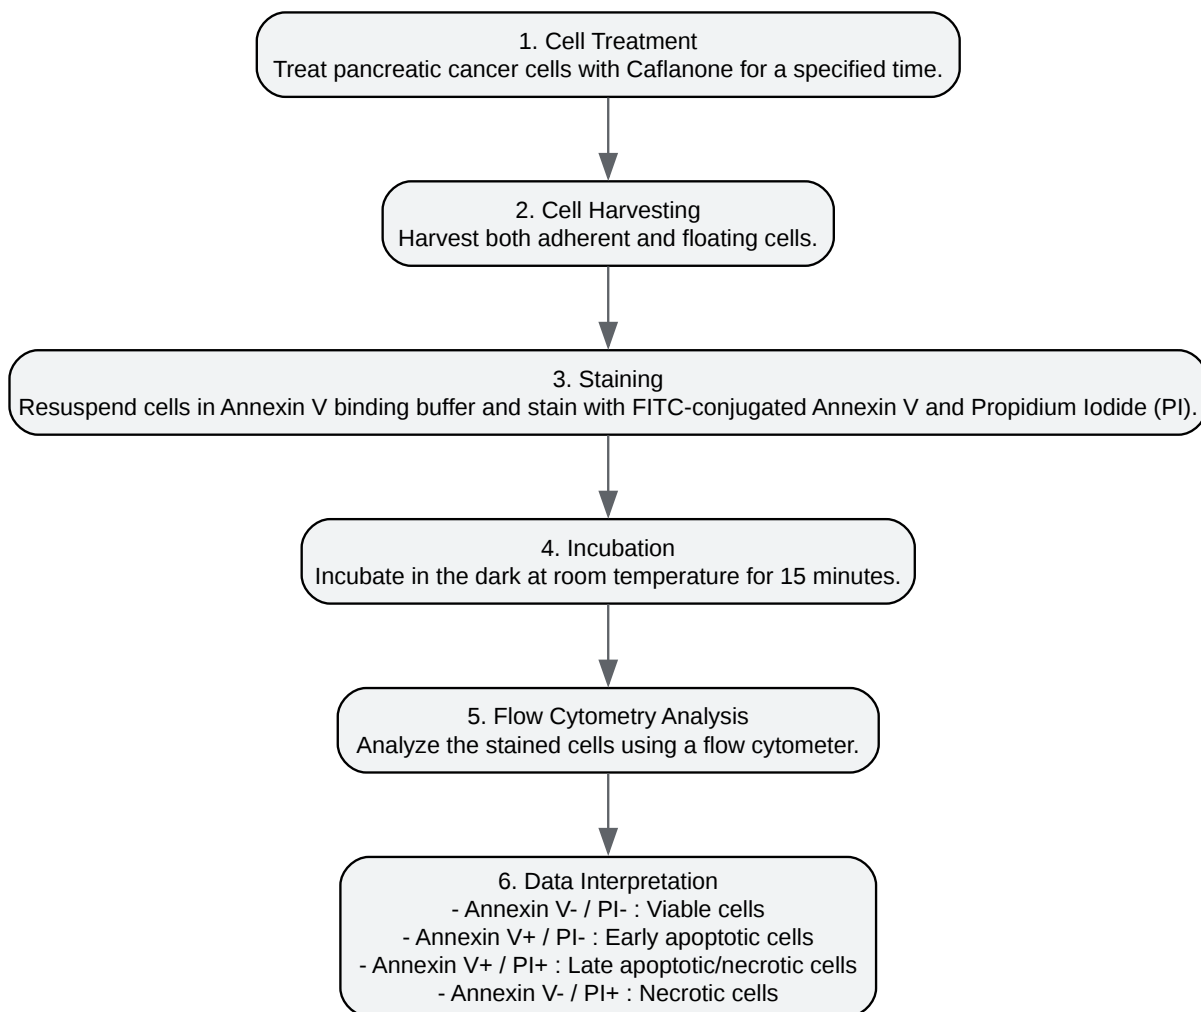 1. Cell Treatment
Treat pancreatic cancer cells with Caflanone for a specified time.
2. Cell Harvesting
Harvest both adherent and floating cells.
3. Staining
Resuspend cells in Annexin V binding buffer and stain with FITC-conjugated Annexin V and Propidium Iodide (PI).
4. Incubation
Incubate in the dark at room temperature for 15 minutes.
5. Flow Cytometry Analysis
Analyze the stained cells using a flow cytometer.
6. Data Interpretation
- Annexin V- / PI- : Viable cells
- Annexin V+ / PI- : Early apoptotic cells
- Annexin V+ / PI+ : Late apoptotic/necrotic cells
- Annexin V- / PI+ : Necrotic cells